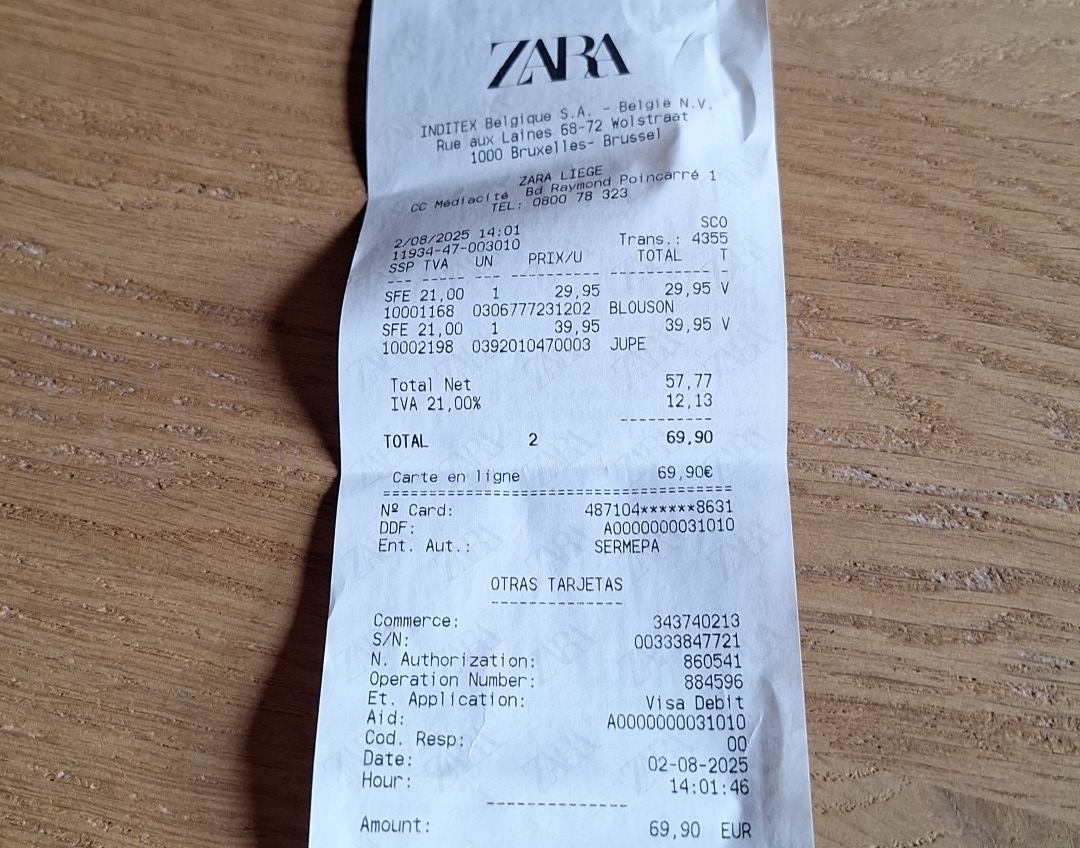 ZARA
INDITEX Belgique S.A. - België N.V.
Rue aux Laines 68-72 Wolstraat
1000 Bruxelles- Brussel
ZARA LIEGE
CC Mediacité Bd Raymond Poincarré 1
TEL: 0800 78 323
SCO
2/08/2025 14:01
Trans.: 4355
11934-47-003010
SSP TVA UN PRIX/U TOTAL T
SFE 21,00 1 29,95 29,95 V
10001168 0306777231202 BLOUSON
SFE 21,00 1 39,95 39,95 V
10002198 0392010470003 JUPE
Total Net 57,77
IVA 21,00% 12,13
TOTAL 2 69,90
Carte en ligne 69,90€
Nº Card: 487104******8631
DDF: A0000000031010
Ent. Aut.: SERMEPA
OTRAS TARJETAS
Commerce: 343740213
S/N: 00333847721
N. Authorization: 860541
Operation Number: 884596
Et. Application: Visa Debit
Aid: A0000000031010
Cod. Resp: 00
Date: 02-08-2025
Hour: 14:01:46
Amount: 69,90 EUR